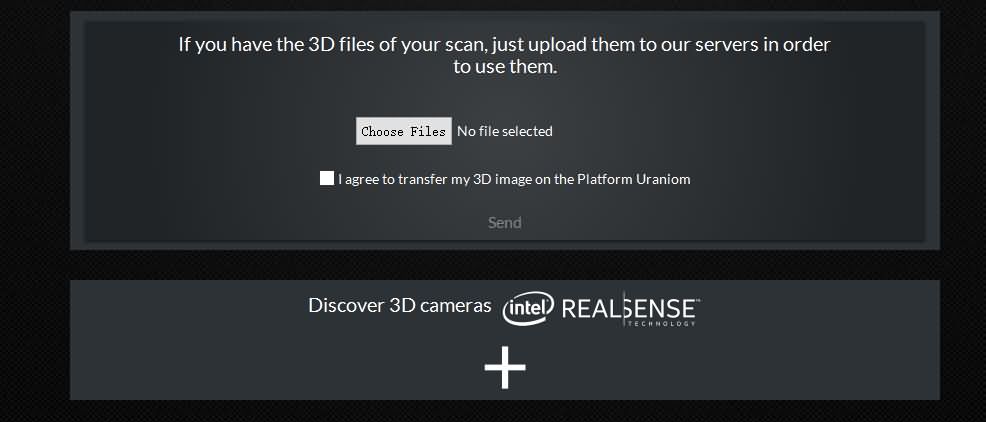 If you have the 3D files of your scan, just upload them to our servers in order
to use them.
Choose Files No file selected
I agree to transfer my 3D image on the Platform Uraniom
Send
Discover 3D cameras intel REALSENSE™
TECHNOLOGY